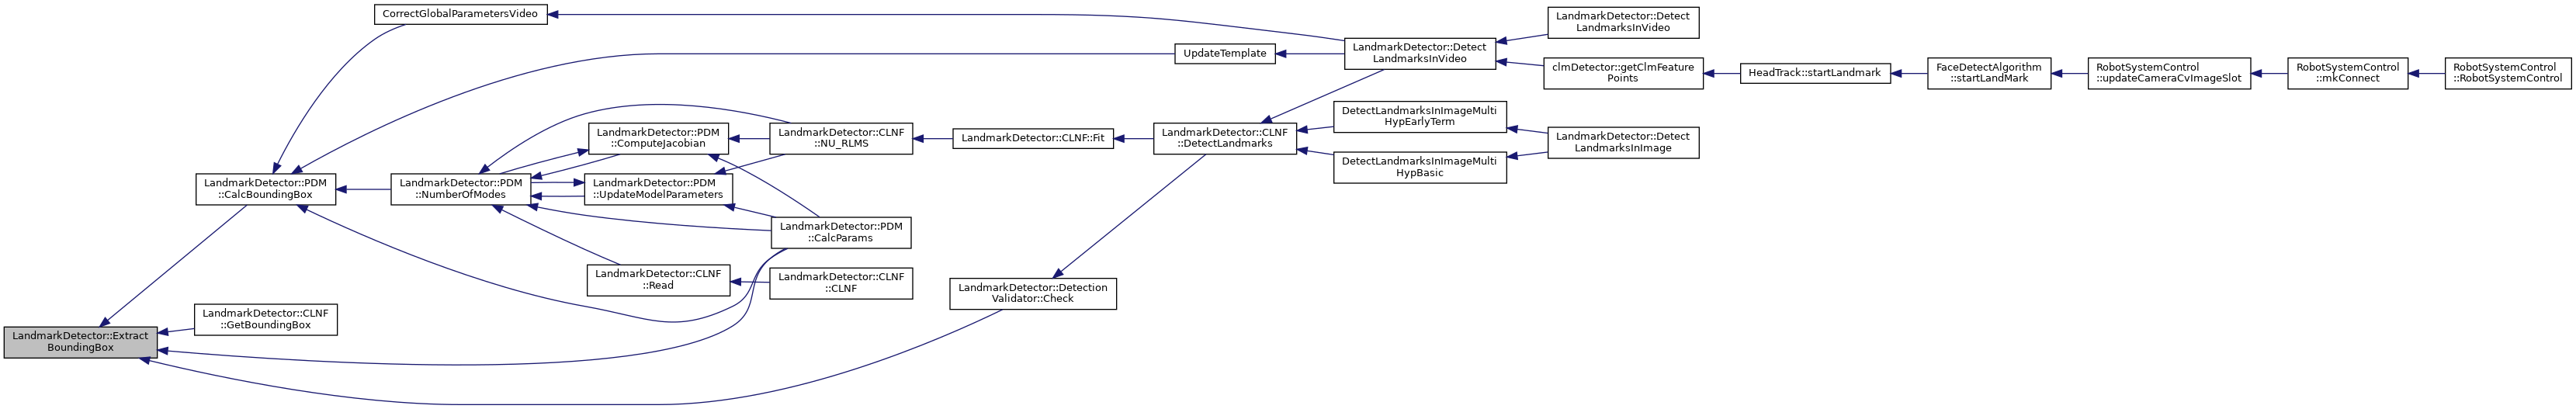 LandmarkDetector::Extract
BoundingBox
LandmarkDetector::PDM
::CalcBoundingBox
LandmarkDetector::CLNF
::GetBoundingBox
CorrectGlobalParametersVideo
LandmarkDetector::PDM
::NumberOfModes
LandmarkDetector::PDM
::ComputeJacobian
LandmarkDetector::PDM
::UpdateModelParameters
LandmarkDetector::CLNF
::Read
LandmarkDetector::CLNF
::NU_RLMS
LandmarkDetector::PDM
::CalcParams
LandmarkDetector::CLNF
::CLNF
LandmarkDetector::CLNF::Fit
LandmarkDetector::Detection
Validator::Check
UpdateTemplate
LandmarkDetector::CLNF
::DetectLandmarks
LandmarkDetector::Detect
LandmarksInVideo
DetectLandmarksInImageMulti
HypEarlyTerm
DetectLandmarksInImageMulti
HypBasic
LandmarkDetector::Detect
LandmarksInVideo
clmDetector::getClmFeature
Points
LandmarkDetector::Detect
LandmarksInImage
HeadTrack::startLandmark
FaceDetectAlgorithm
::startLandMark
RobotSystemControl
::updateCameraCvImageSlot
RobotSystemControl
::mkConnect
RobotSystemControl
::RobotSystemControl